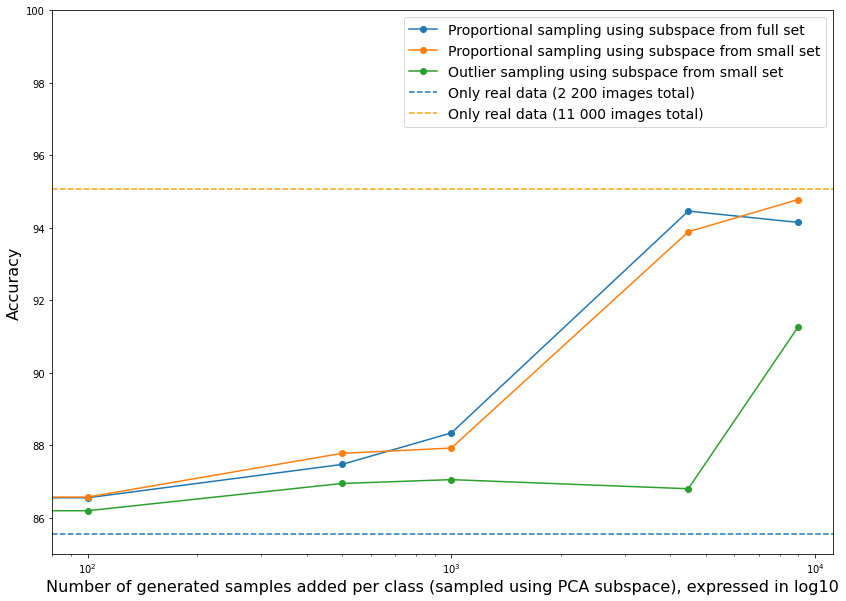 100
98
96
94
92
90
88
86
Accuracy
Proportional sampling using subspace from full set
Proportional sampling using subspace from small set
Outlier sampling using subspace from small set
Only real data (2 200 images total)
Only real data (11 000 images total)
10² 10³ 10⁴
Number of generated samples added per class (sampled using PCA subspace), expressed in log10